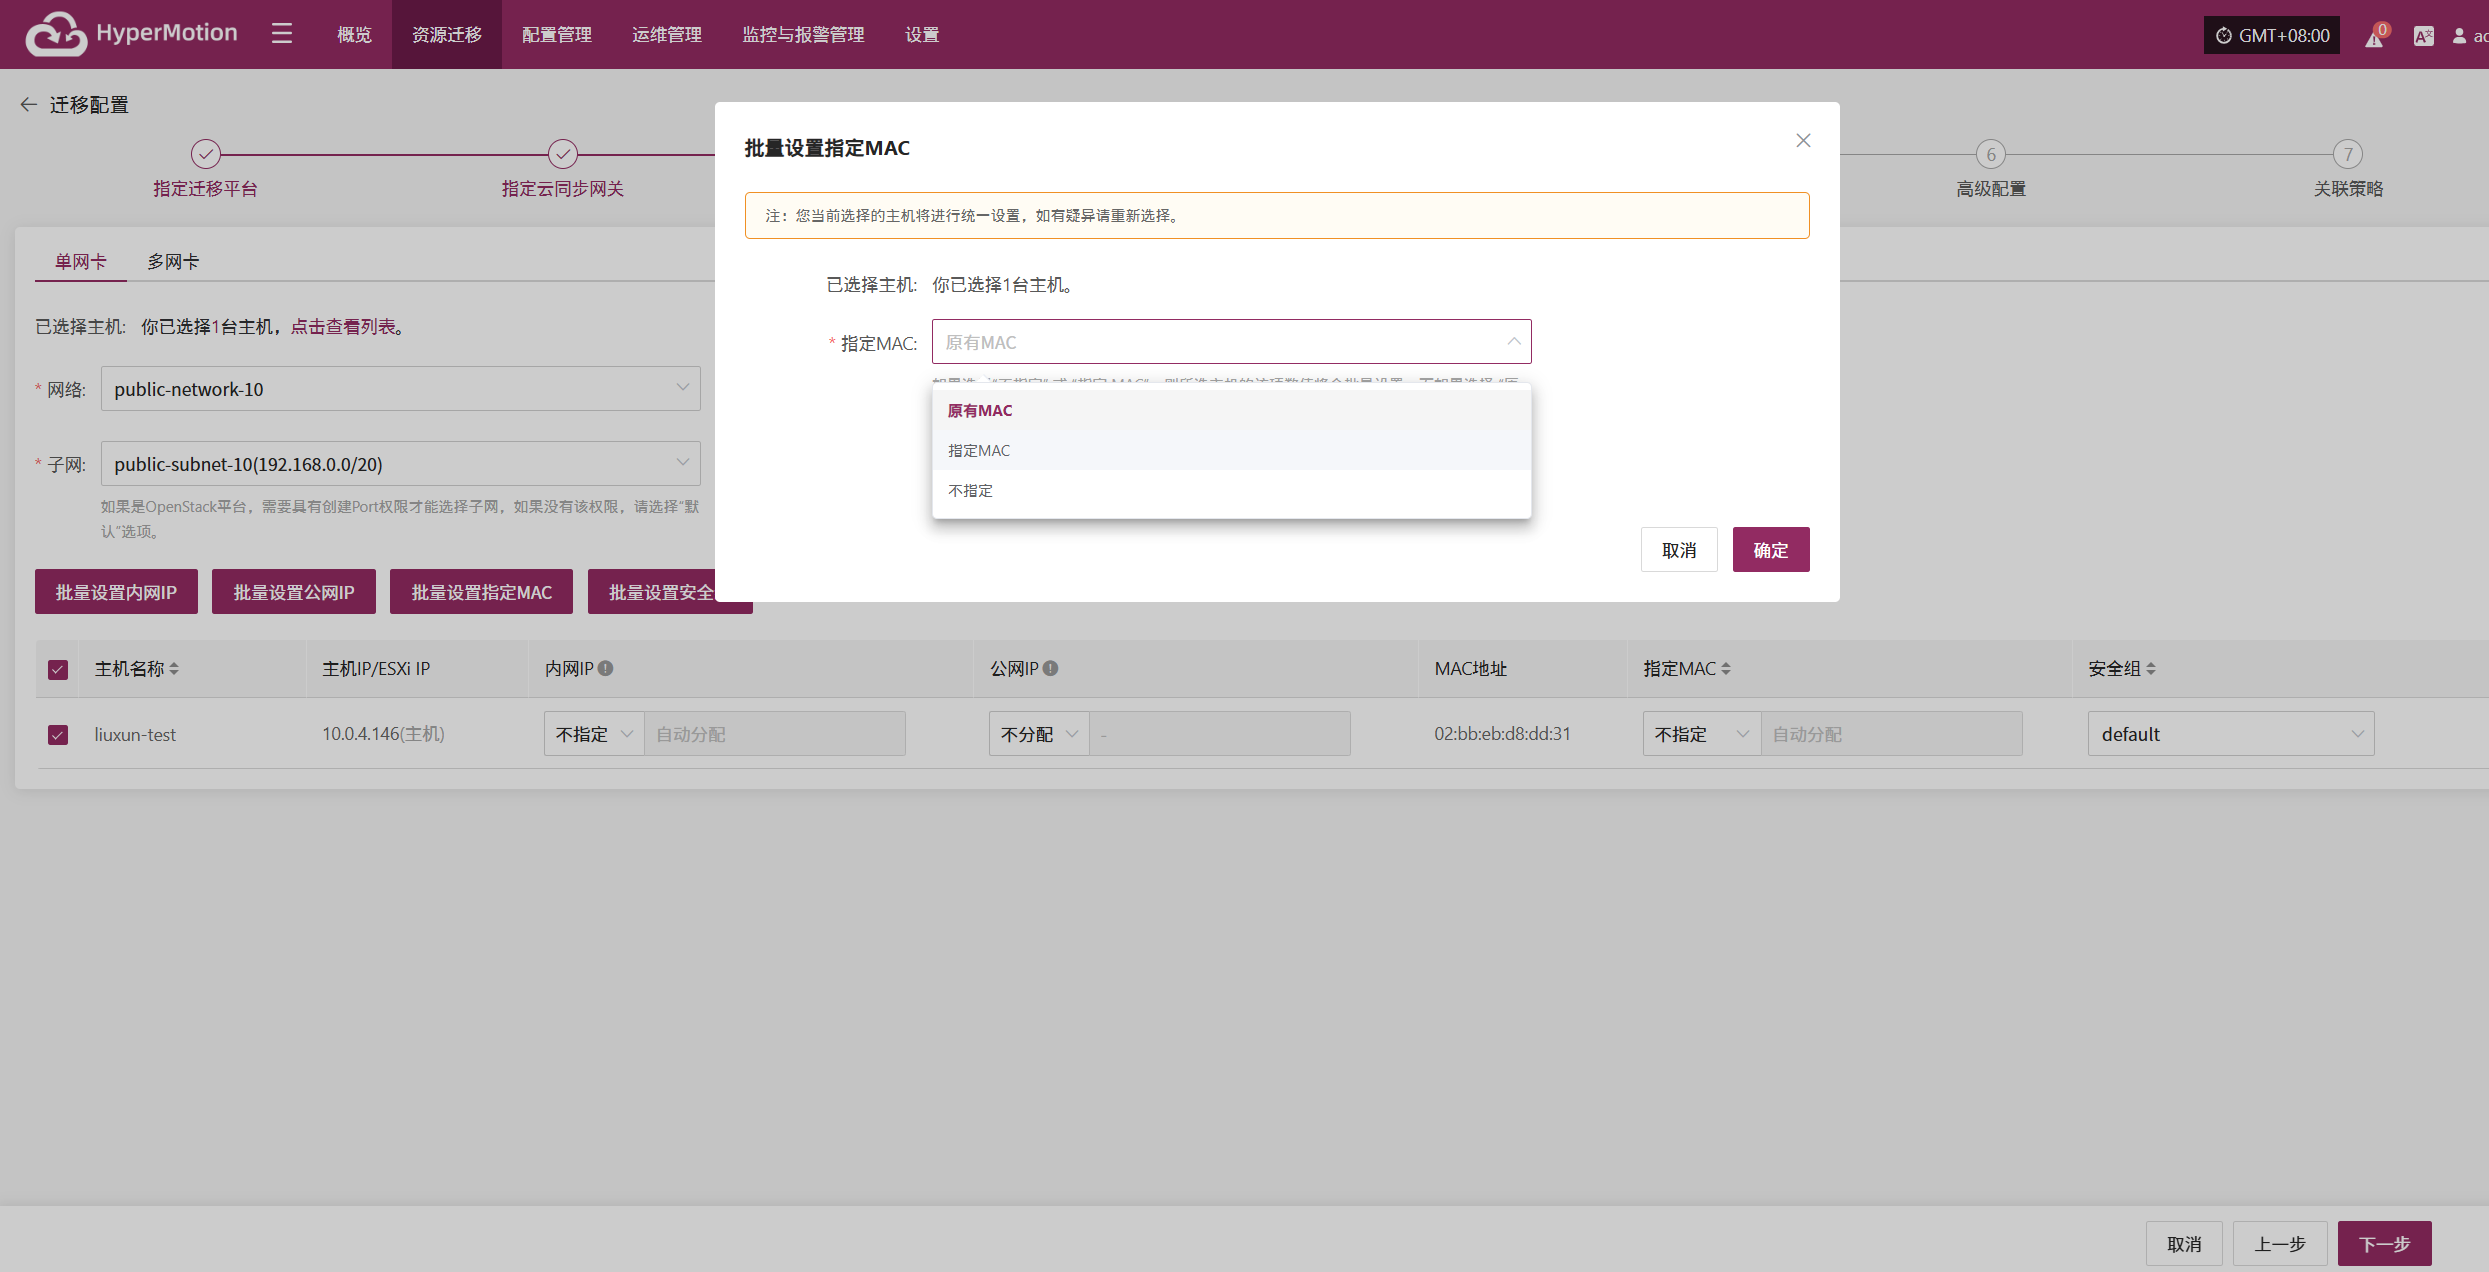 HyperMotion
概览
资源迁移
配置管理
运维管理
监控与报警管理
设置
GMT+08:00
0
迁移配置
指定迁移平台
指定云同步网关
6
高级配置
7
关联策略
批量设置指定MAC
注：您当前选择的主机将进行统一设置，如有疑异请重新选择。
已选择主机: 你已选择1台主机。
* 指定MAC: 原有MAC
原有MAC
指定MAC
不指定
取消
确定
单网卡
多网卡
已选择主机: 你已选择1台主机，点击查看列表。
* 网络: public-network-10
* 子网: public-subnet-10(192.168.0.0/20)
如果是OpenStack平台，需要具有创建Port权限才能选择子网，如果没有该权限，请选择“默
认”选项。
批量设置内网IP
批量设置公网IP
批量设置指定MAC
批量设置安全
主机名称
主机IP/ESXi IP
内网IP
公网IP
MAC地址
指定MAC
安全组
liuxun-test
10.0.4.146(主机)
不指定
自动分配
不分配
-
02:bb:eb:d8:dd:31
不指定
自动分配
default
取消
上一步
下一步